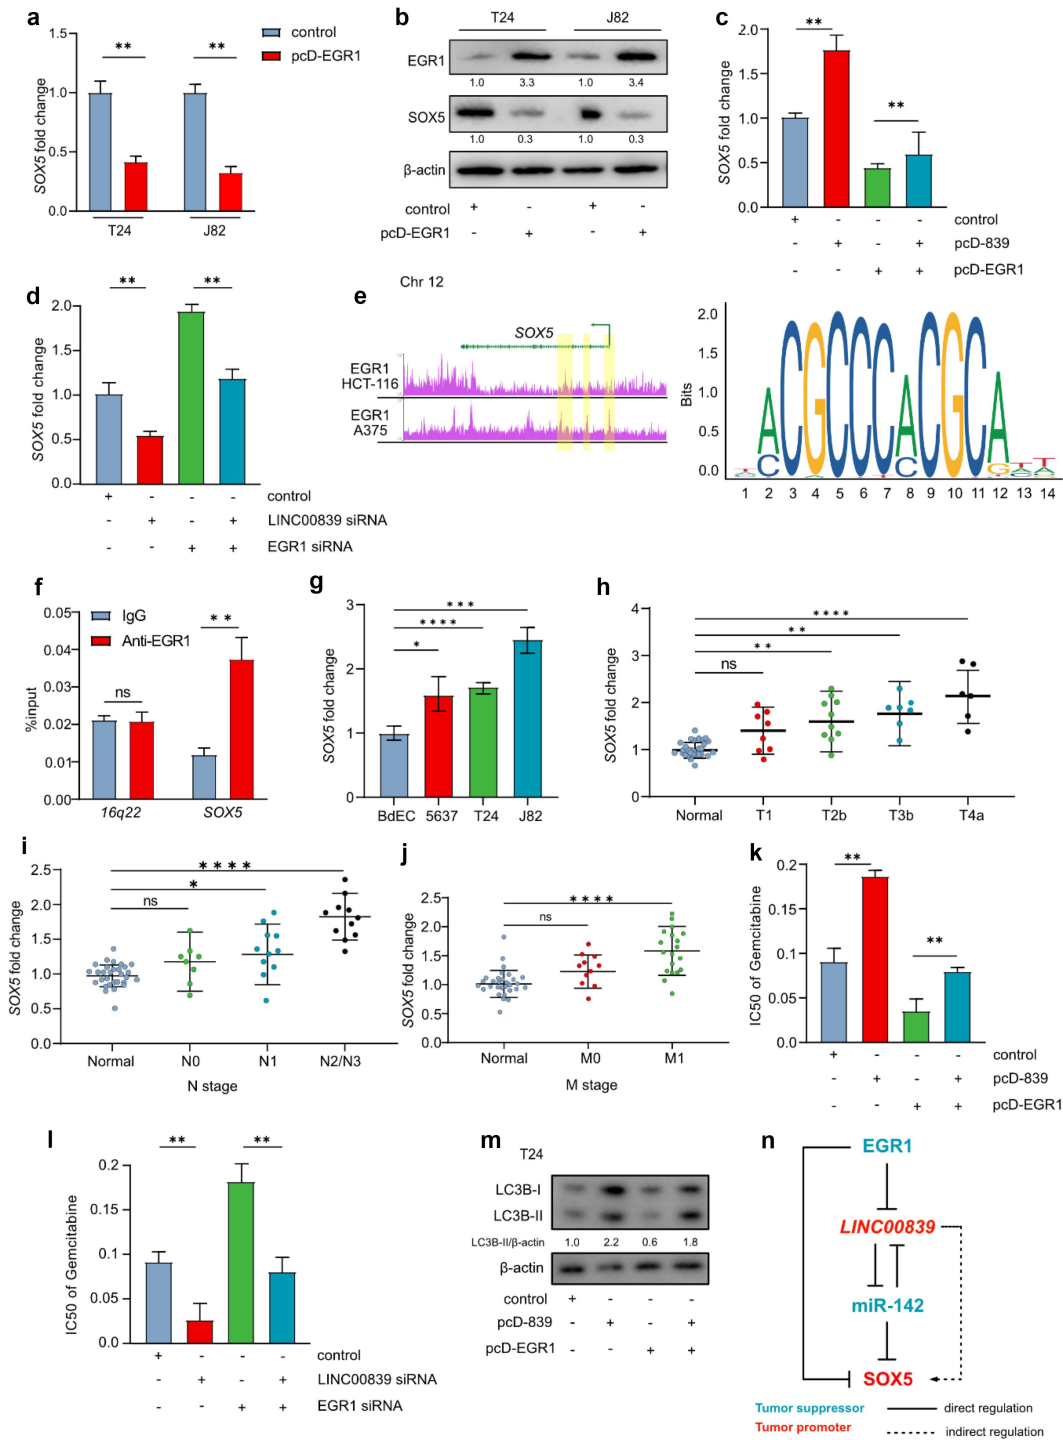 a
SOX5 fold change
1.5
1.0
0.5
0.0
**
**
T24
J82
control
pcD-EGR1
b
T24
J82
EGR1
1.0 3.3 1.0 3.4
SOX5
1.0 0.3 1.0 0.3
β-actin
control + - + -
pcD-EGR1 - + - +
c
SOX5 fold change
2.0
1.5
1.0
0.5
0.0
**
**
+ - - - control
- + - + pcD-839
- - + + pcD-EGR1
d
SOX5 fold change
2.0
1.5
1.0
0.5
0.0
**
**
+ - - - control
- + - + LINC00839 siRNA
- - + + EGR1 siRNA
Chr 12
e
SOX5
EGR1
HCT-116
EGR1
A375
Bits
2.0
1.5
1.0
0.5
0.0
1 2 3 4 5 6 7 8 9 10 11 12 13 14
f
%input
0.05
0.04
0.03
0.02
0.01
0.00
IgG
Anti-EGR1
ns
**
16q22
SOX5
g
SOX5 fold change
3
2
1
0
***
****
*
BdEC 5637 T24 J82
h
SOX5 fold change
4
3
2
1
0
****
**
**
ns
Normal T1 T2b T3b T4a
i
SOX5 fold change
2.5
2.0
1.5
1.0
0.5
0.0
****
*
ns
Normal N0 N1 N2/N3
N stage
j
SOX5 fold change
2.5
2.0
1.5
1.0
0.5
0.0
****
ns
Normal M0 M1
M stage
k
IC50 of Gemcitabine
0.2
0.15
0.1
0.05
0
**
**
+ - - - control
- + - + pcD-839
- - + + pcD-EGR1
l
IC50 of Gemcitabine
0.2
0.15
0.1
0.05
0.0
**
**
+ - - - control
- + - + LINC00839 siRNA
- - + + EGR1 siRNA
m
T24
LC3B-I
LC3B-II
LC3B-II/β-actin 1.0 2.2 0.6 1.8
β-actin
control + - - -
pcD-839 - + - +
pcD-EGR1 - - + +
n
EGR1
LINC00839
miR-142
SOX5
Tumor suppressor
direct regulation
Tumor promoter
indirect regulation